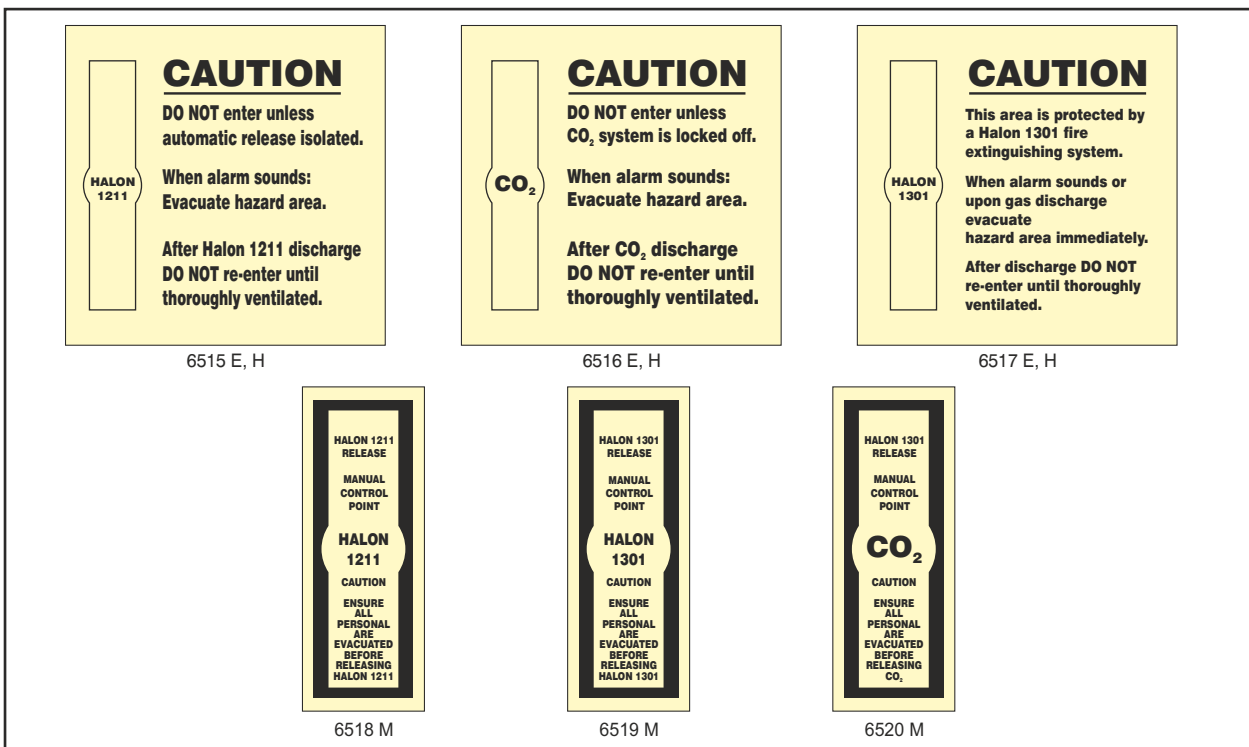 HALON
1211
CAUTION
DO NOT enter unless
automatic release isolated.
When alarm sounds:
Evacuate hazard area.
After Halon 1211 discharge
DO NOT re-enter until
thoroughly ventilated.
6515 E, H
CO₂
CAUTION
DO NOT enter unless
CO₂ system is locked off.
When alarm sounds:
Evacuate hazard area.
After CO₂ discharge
DO NOT re-enter until
thoroughly ventilated.
6516 E, H
HALON
1301
CAUTION
This area is protected by
a Halon 1301 fire
extinguishing system.
When alarm sounds or
upon gas discharge
evacuate
hazard area immediately.
After discharge DO NOT
re-enter until thoroughly
ventilated.
6517 E, H
HALON 1211
RELEASE
MANUAL
CONTROL
POINT
HALON
1211
CAUTION
ENSURE
ALL
PERSONAL
ARE
EVACUATED
BEFORE
RELEASING
HALON 1211
6518 M
HALON 1301
RELEASE
MANUAL
CONTROL
POINT
HALON
1301
CAUTION
ENSURE
ALL
PERSONAL
ARE
EVACUATED
BEFORE
RELEASING
HALON 1301
6519 M
HALON 1301
RELEASE
MANUAL
CONTROL
POINT
CO₂
CAUTION
ENSURE
ALL
PERSONAL
ARE
EVACUATED
BEFORE
RELEASING
CO₂
6520 M